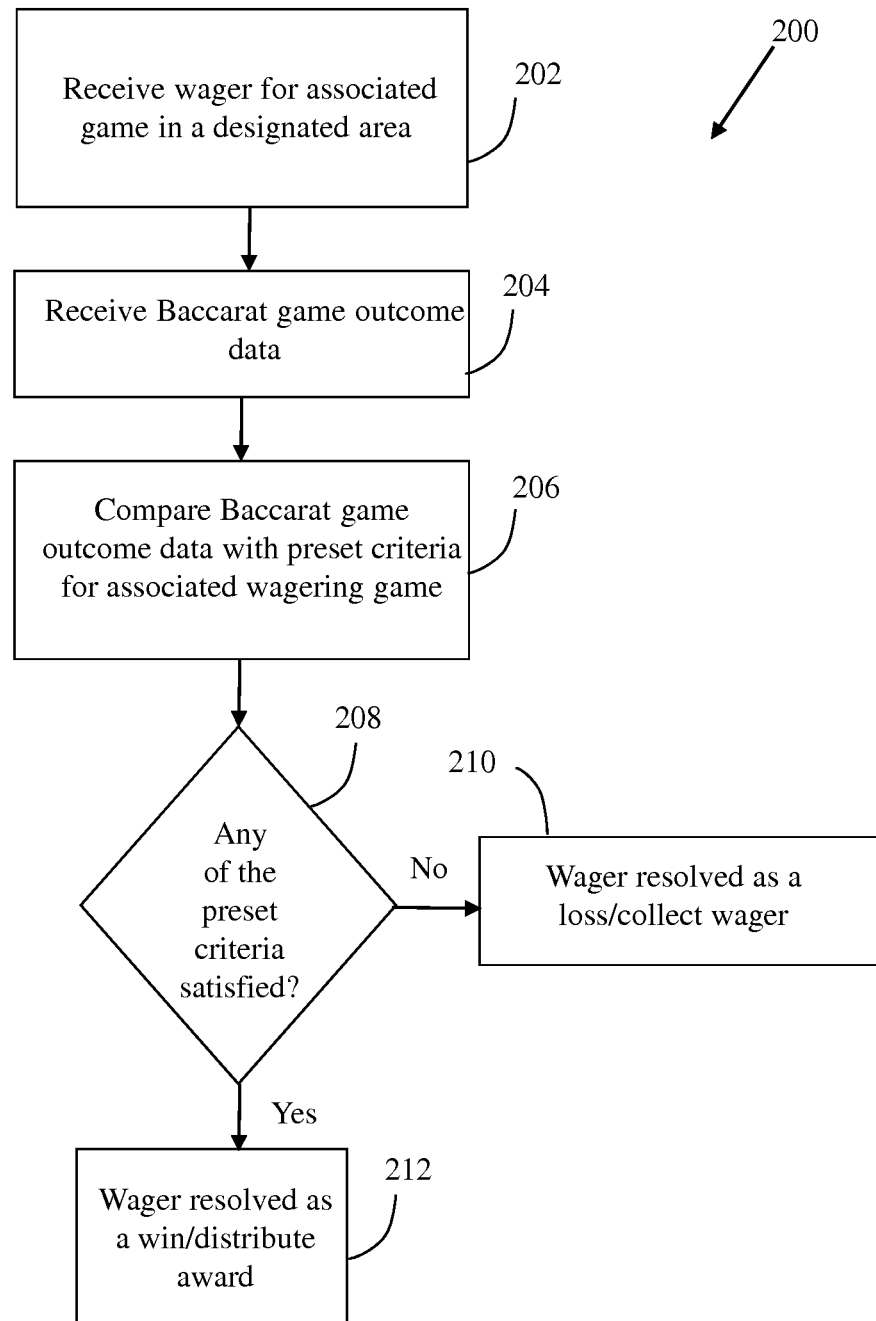 200
Receive wager for associated
game in a designated area
202
Receive Baccarat game outcome
data
204
Compare Baccarat game
outcome data with preset criteria
for associated wagering game
206
208
Any
of the
preset
criteria
satisfied?
No
210
Wager resolved as a
loss/collect wager
Yes
Wager resolved as
a win/distribute
award
212